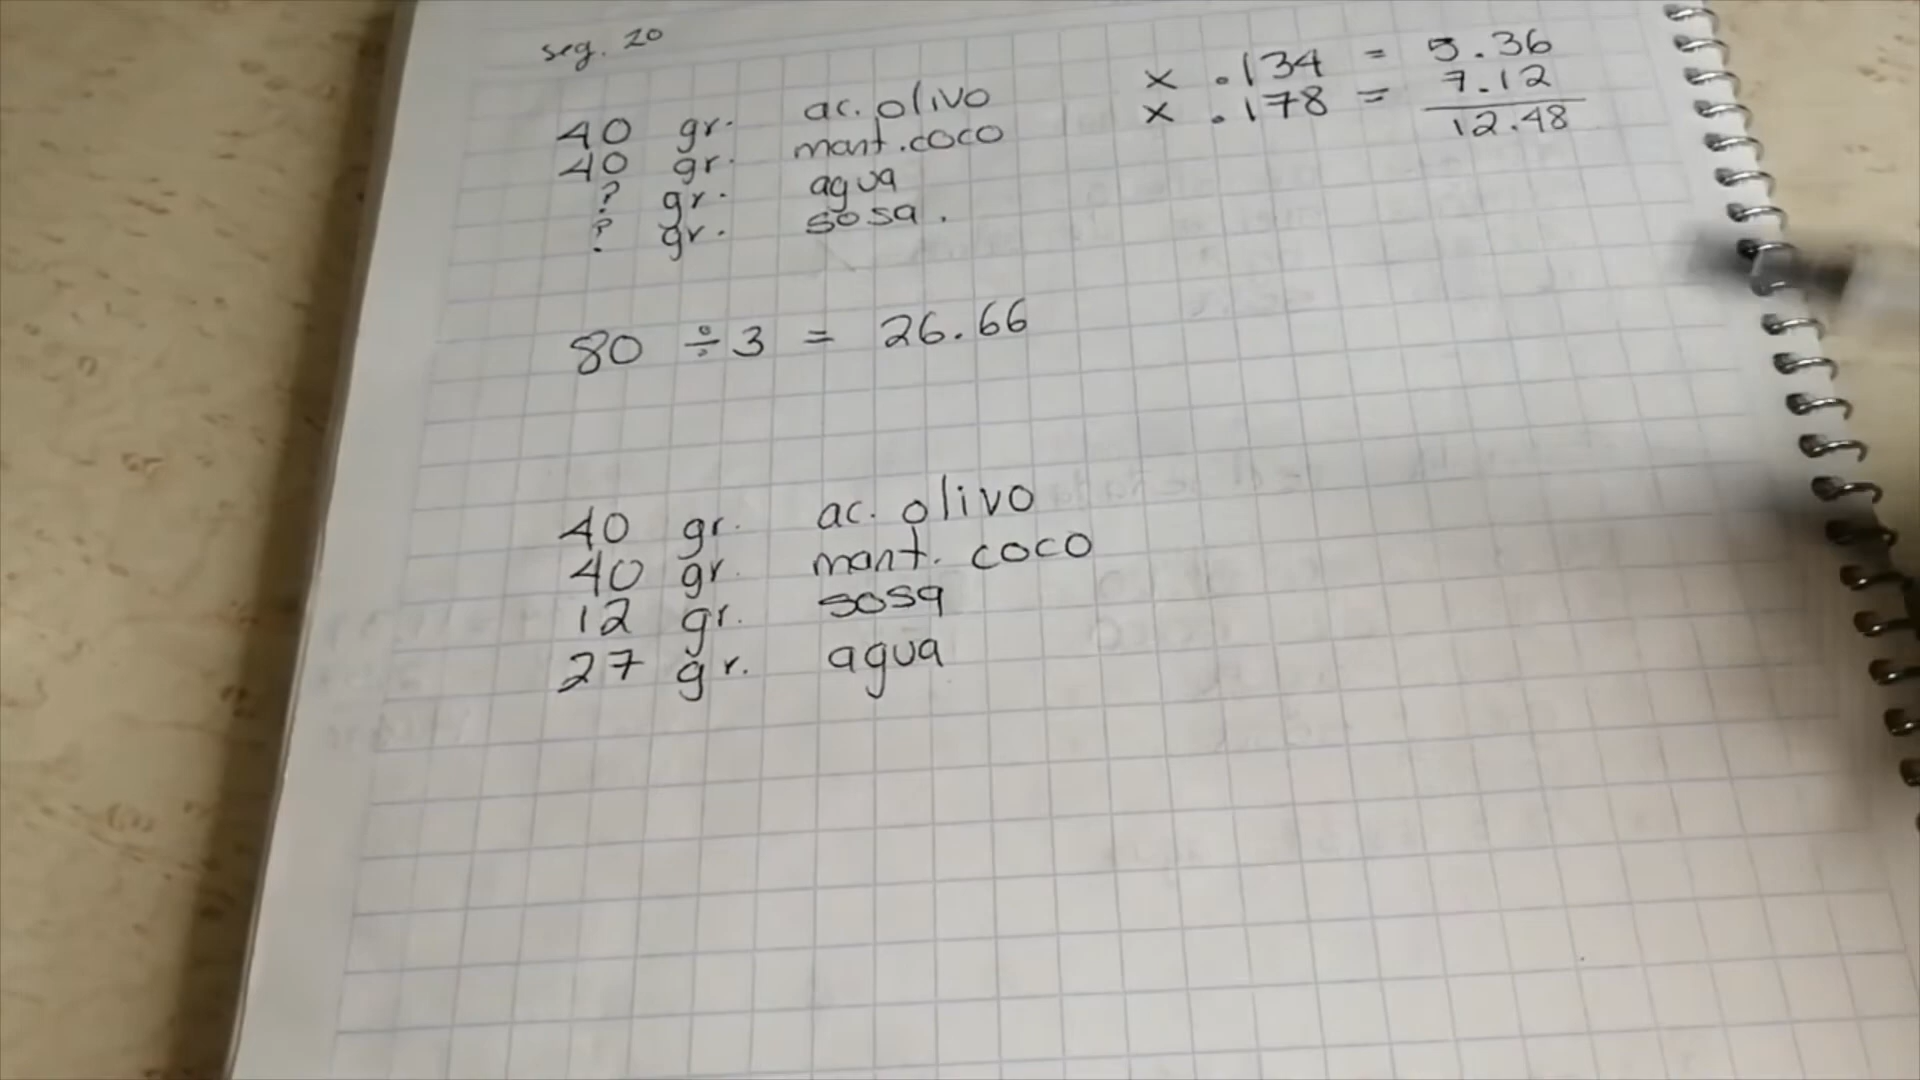 seg. 20
40 gr. ac. olivo x .134 = 5.36
40 gr. mant. coco x .178 = 7.12
12.48
? gr. agua
? gr. sosa.
80 ÷ 3 = 26.66
40 gr. ac. olivo
40 gr. mant. coco
12 gr. sosa
27 gr. agua